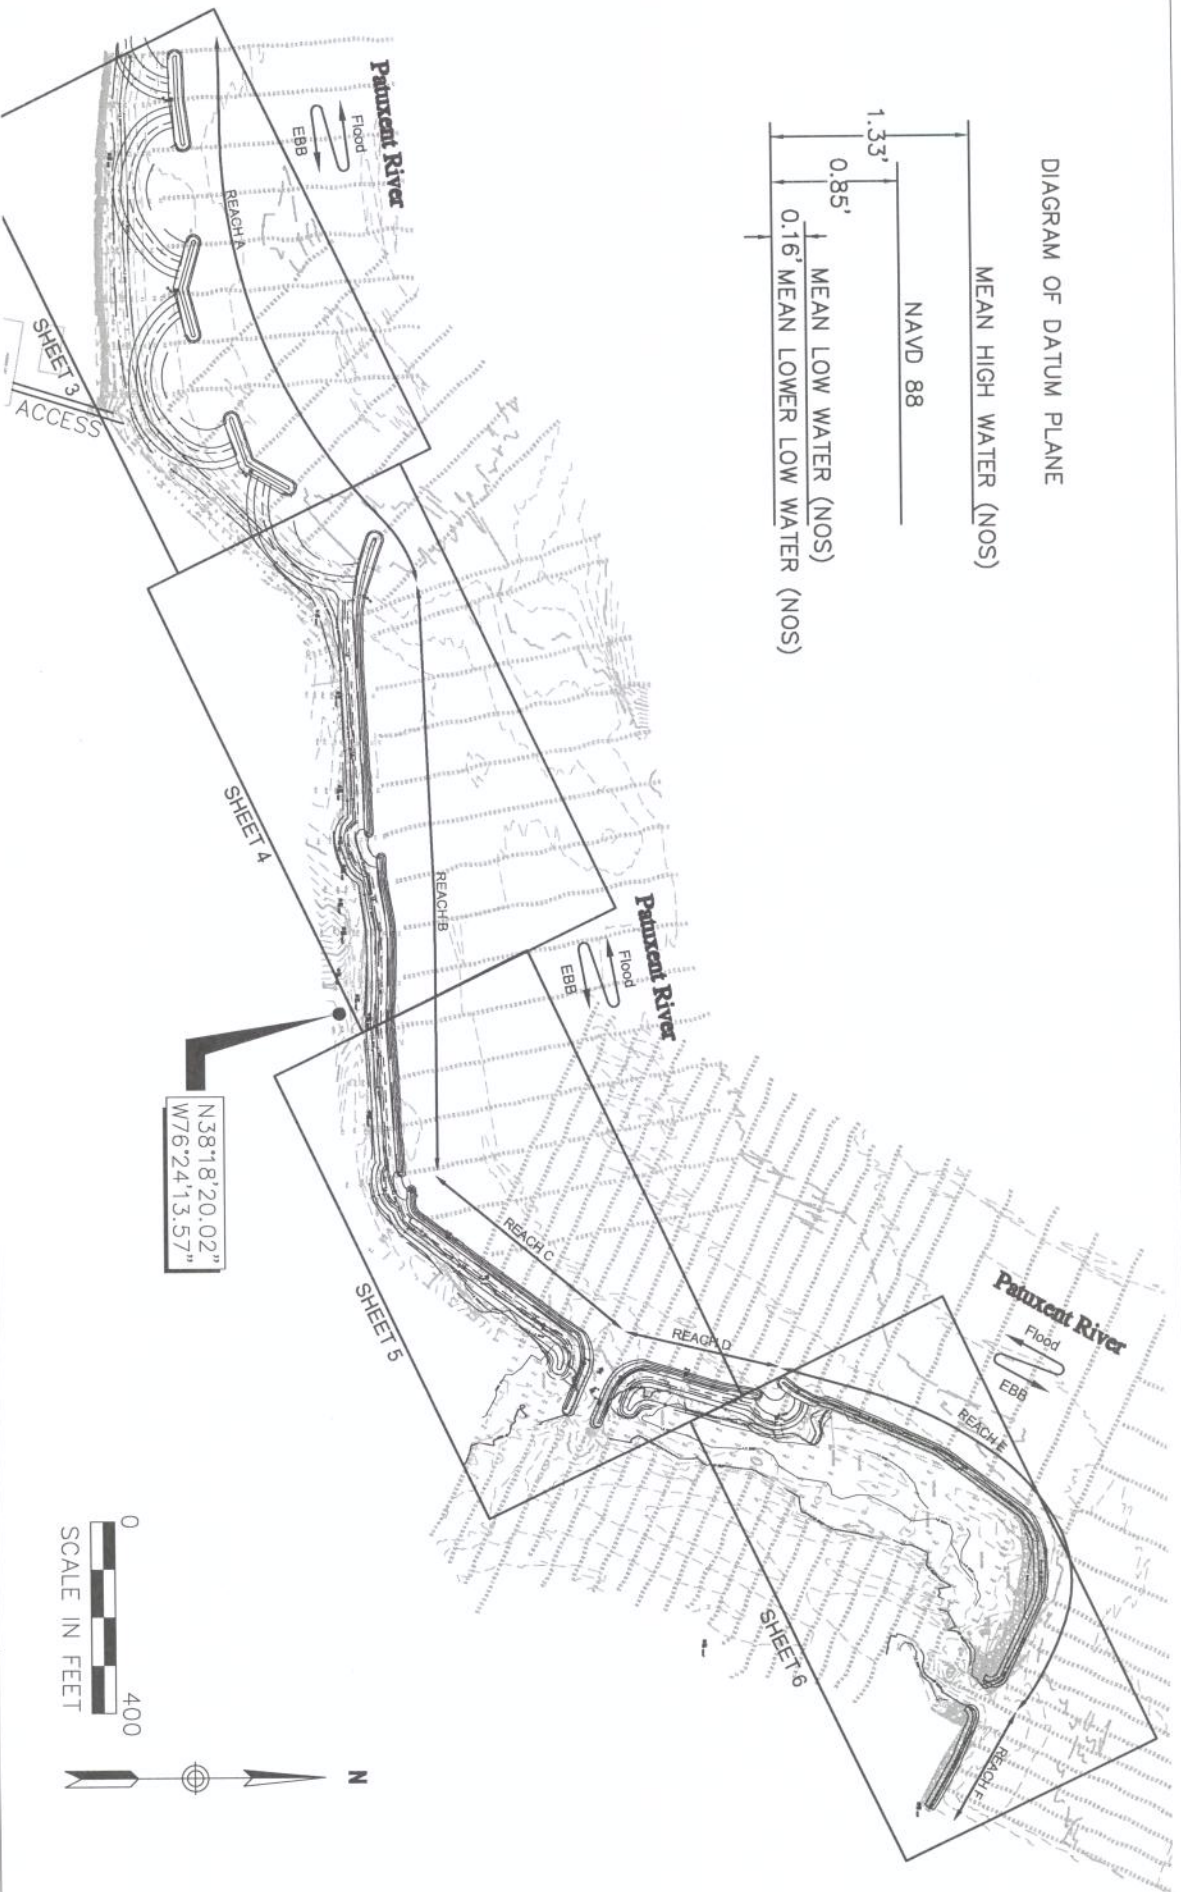 DIAGRAM OF DATUM PLANE
MEAN HIGH WATER (NOS)
NAVD 88
1.33'
0.85'
MEAN LOW WATER (NOS)
0.16' MEAN LOWER LOW WATER (NOS)
Patuxent River
Flood
EBB
REACH A
SHEET 3
ACCESS
SHEET 4
REACH B
Patuxent River
Flood
EBB
N38°18'20.02"
W76°24'13.57"
SHEET 5
REACH C
REACH D
Patuxent River
Flood
EBB
REACH E
SHEET 6
REACH F
0
400
SCALE IN FEET
N